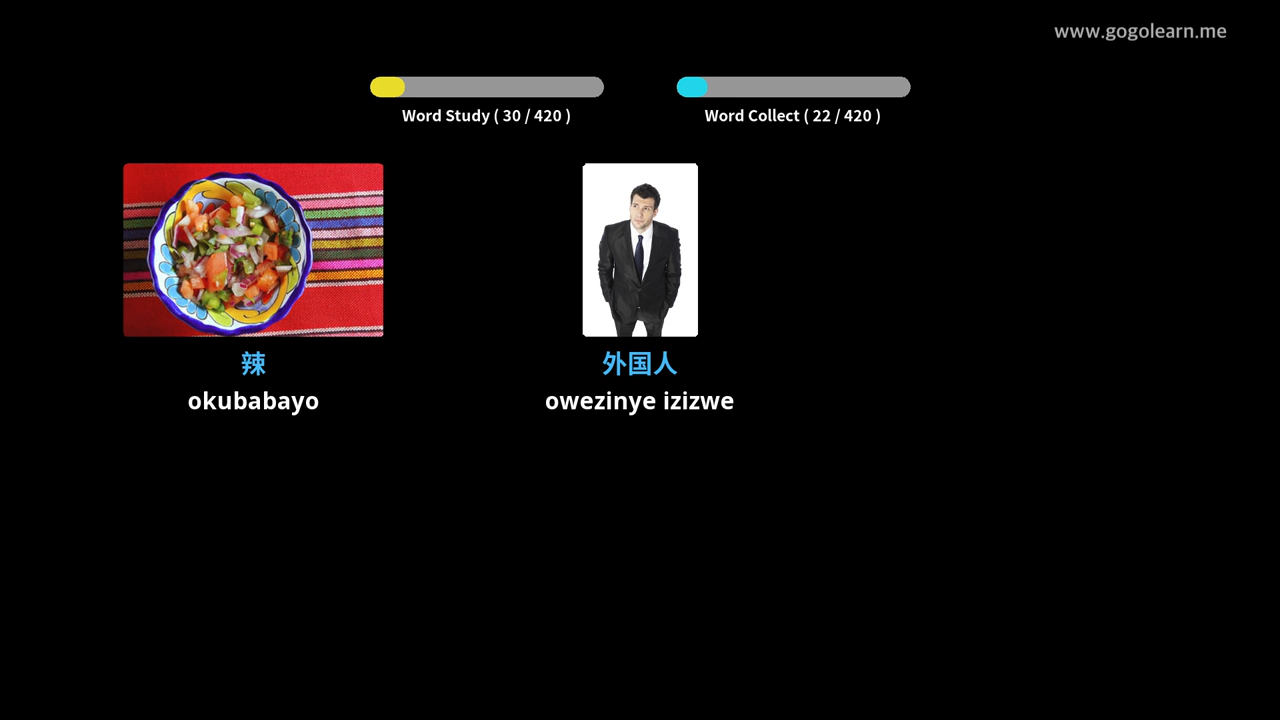 www.gogolearn.me
Word Study ( 30 / 420 )
Word Collect ( 22 / 420 )
辣
okubabayo
外国人
owezinye izizwe